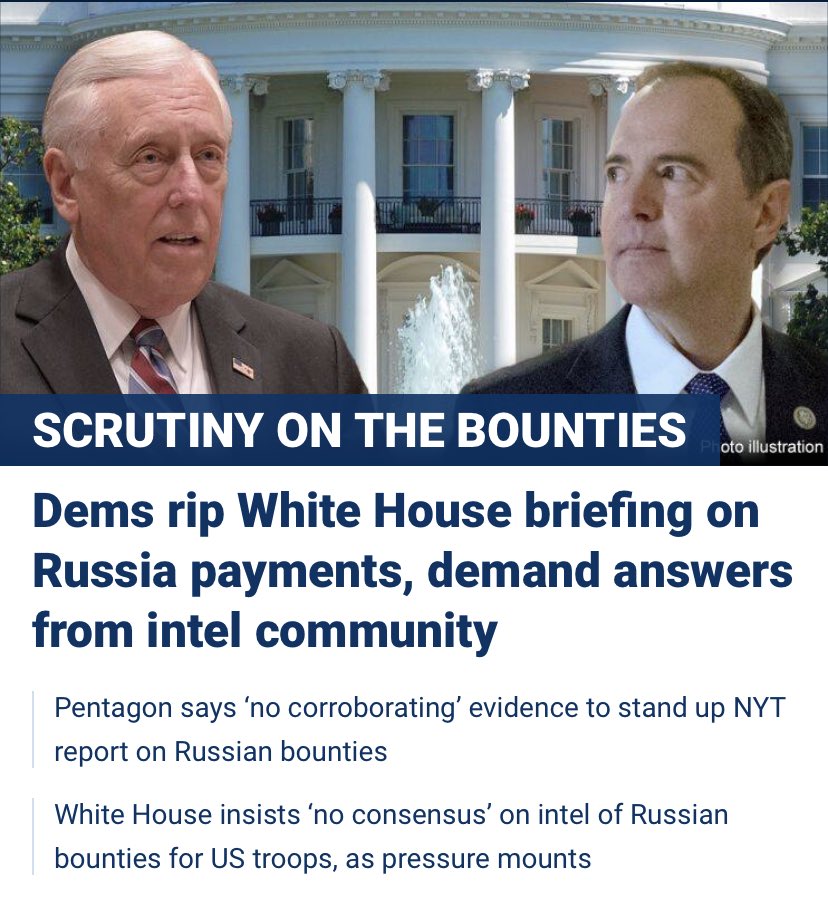 SCRUTINY ON THE BOUNTIES
Photo illustration
Dems rip White House briefing on
Russia payments, demand answers
from intel community
Pentagon says ‘no corroborating’ evidence to stand up NYT
report on Russian bounties
White House insists ‘no consensus’ on intel of Russian
bounties for US troops, as pressure mounts